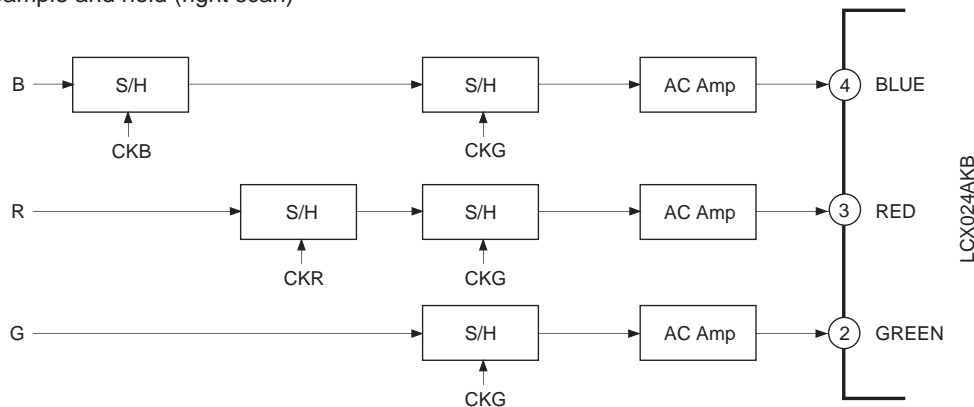 sample and hold (right scan)
B S/H S/H AC Amp 4 BLUE
CKB CKG
R S/H S/H AC Amp 3 RED
CKR CKG
G S/H AC Amp 2 GREEN
CKG
LCX024AKB